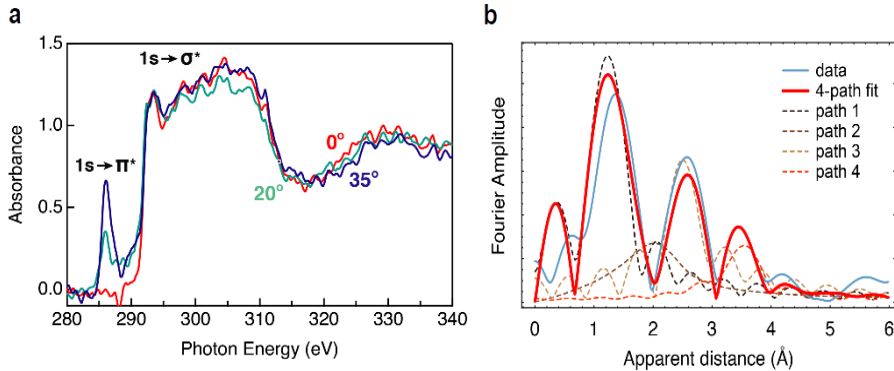 a
1.5
1.0
0.5
0.0
Absorbance
1s→σ*
1s→π*
0°
20°
35°
280 290 300 310 320 330 340
Photon Energy (eV)
b
Fourier Amplitude
data
4-path fit
path 1
path 2
path 3
path 4
0 1 2 3 4 5 6
Apparent distance (Å)